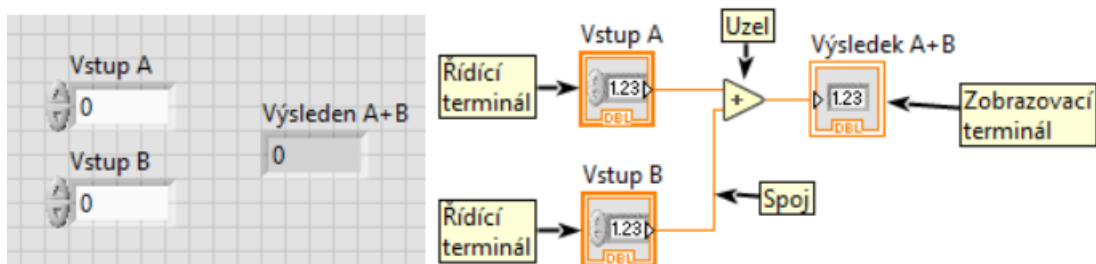 Vstup A
0
Výsleden A+B
0
Vstup B
0
Uzel
Vstup A
Výsledek A+B
Řídící
terminál
1.23
DBL
+
1.23
DBL
Zobrazovací
terminál
Vstup B
Řídící
terminál
1.23
DBL
Spoj